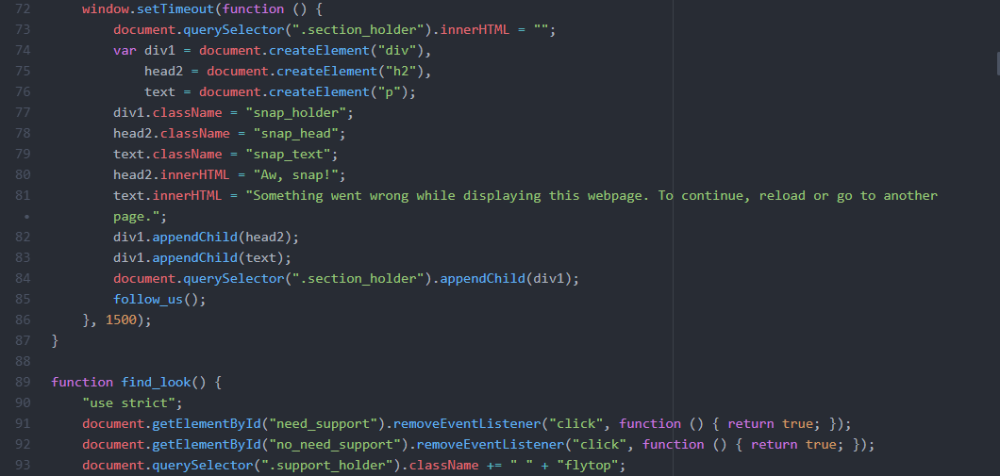 72 window.setTimeout(function () {
73 document.querySelector(".section_holder").innerHTML = "";
74 var div1 = document.createElement("div"),
75 head2 = document.createElement("h2"),
76 text = document.createElement("p");
77 div1.className = "snap_holder";
78 head2.className = "snap_head";
79 text.className = "snap_text";
80 head2.innerHTML = "Aw, snap!";
81 text.innerHTML = "Something went wrong while displaying this webpage. To continue, reload or go to another
• page.";
82 div1.appendChild(head2);
83 div1.appendChild(text);
84 document.querySelector(".section_holder").appendChild(div1);
85 follow_us();
86 }, 1500);
87 }
88
89 function find_look() {
90 "use strict";
91 document.getElementById("need_support").removeEventListener("click", function () { return true; });
92 document.getElementById("no_need_support").removeEventListener("click", function () { return true; });
93 document.querySelector(".support_holder").className += " " + "flytop";